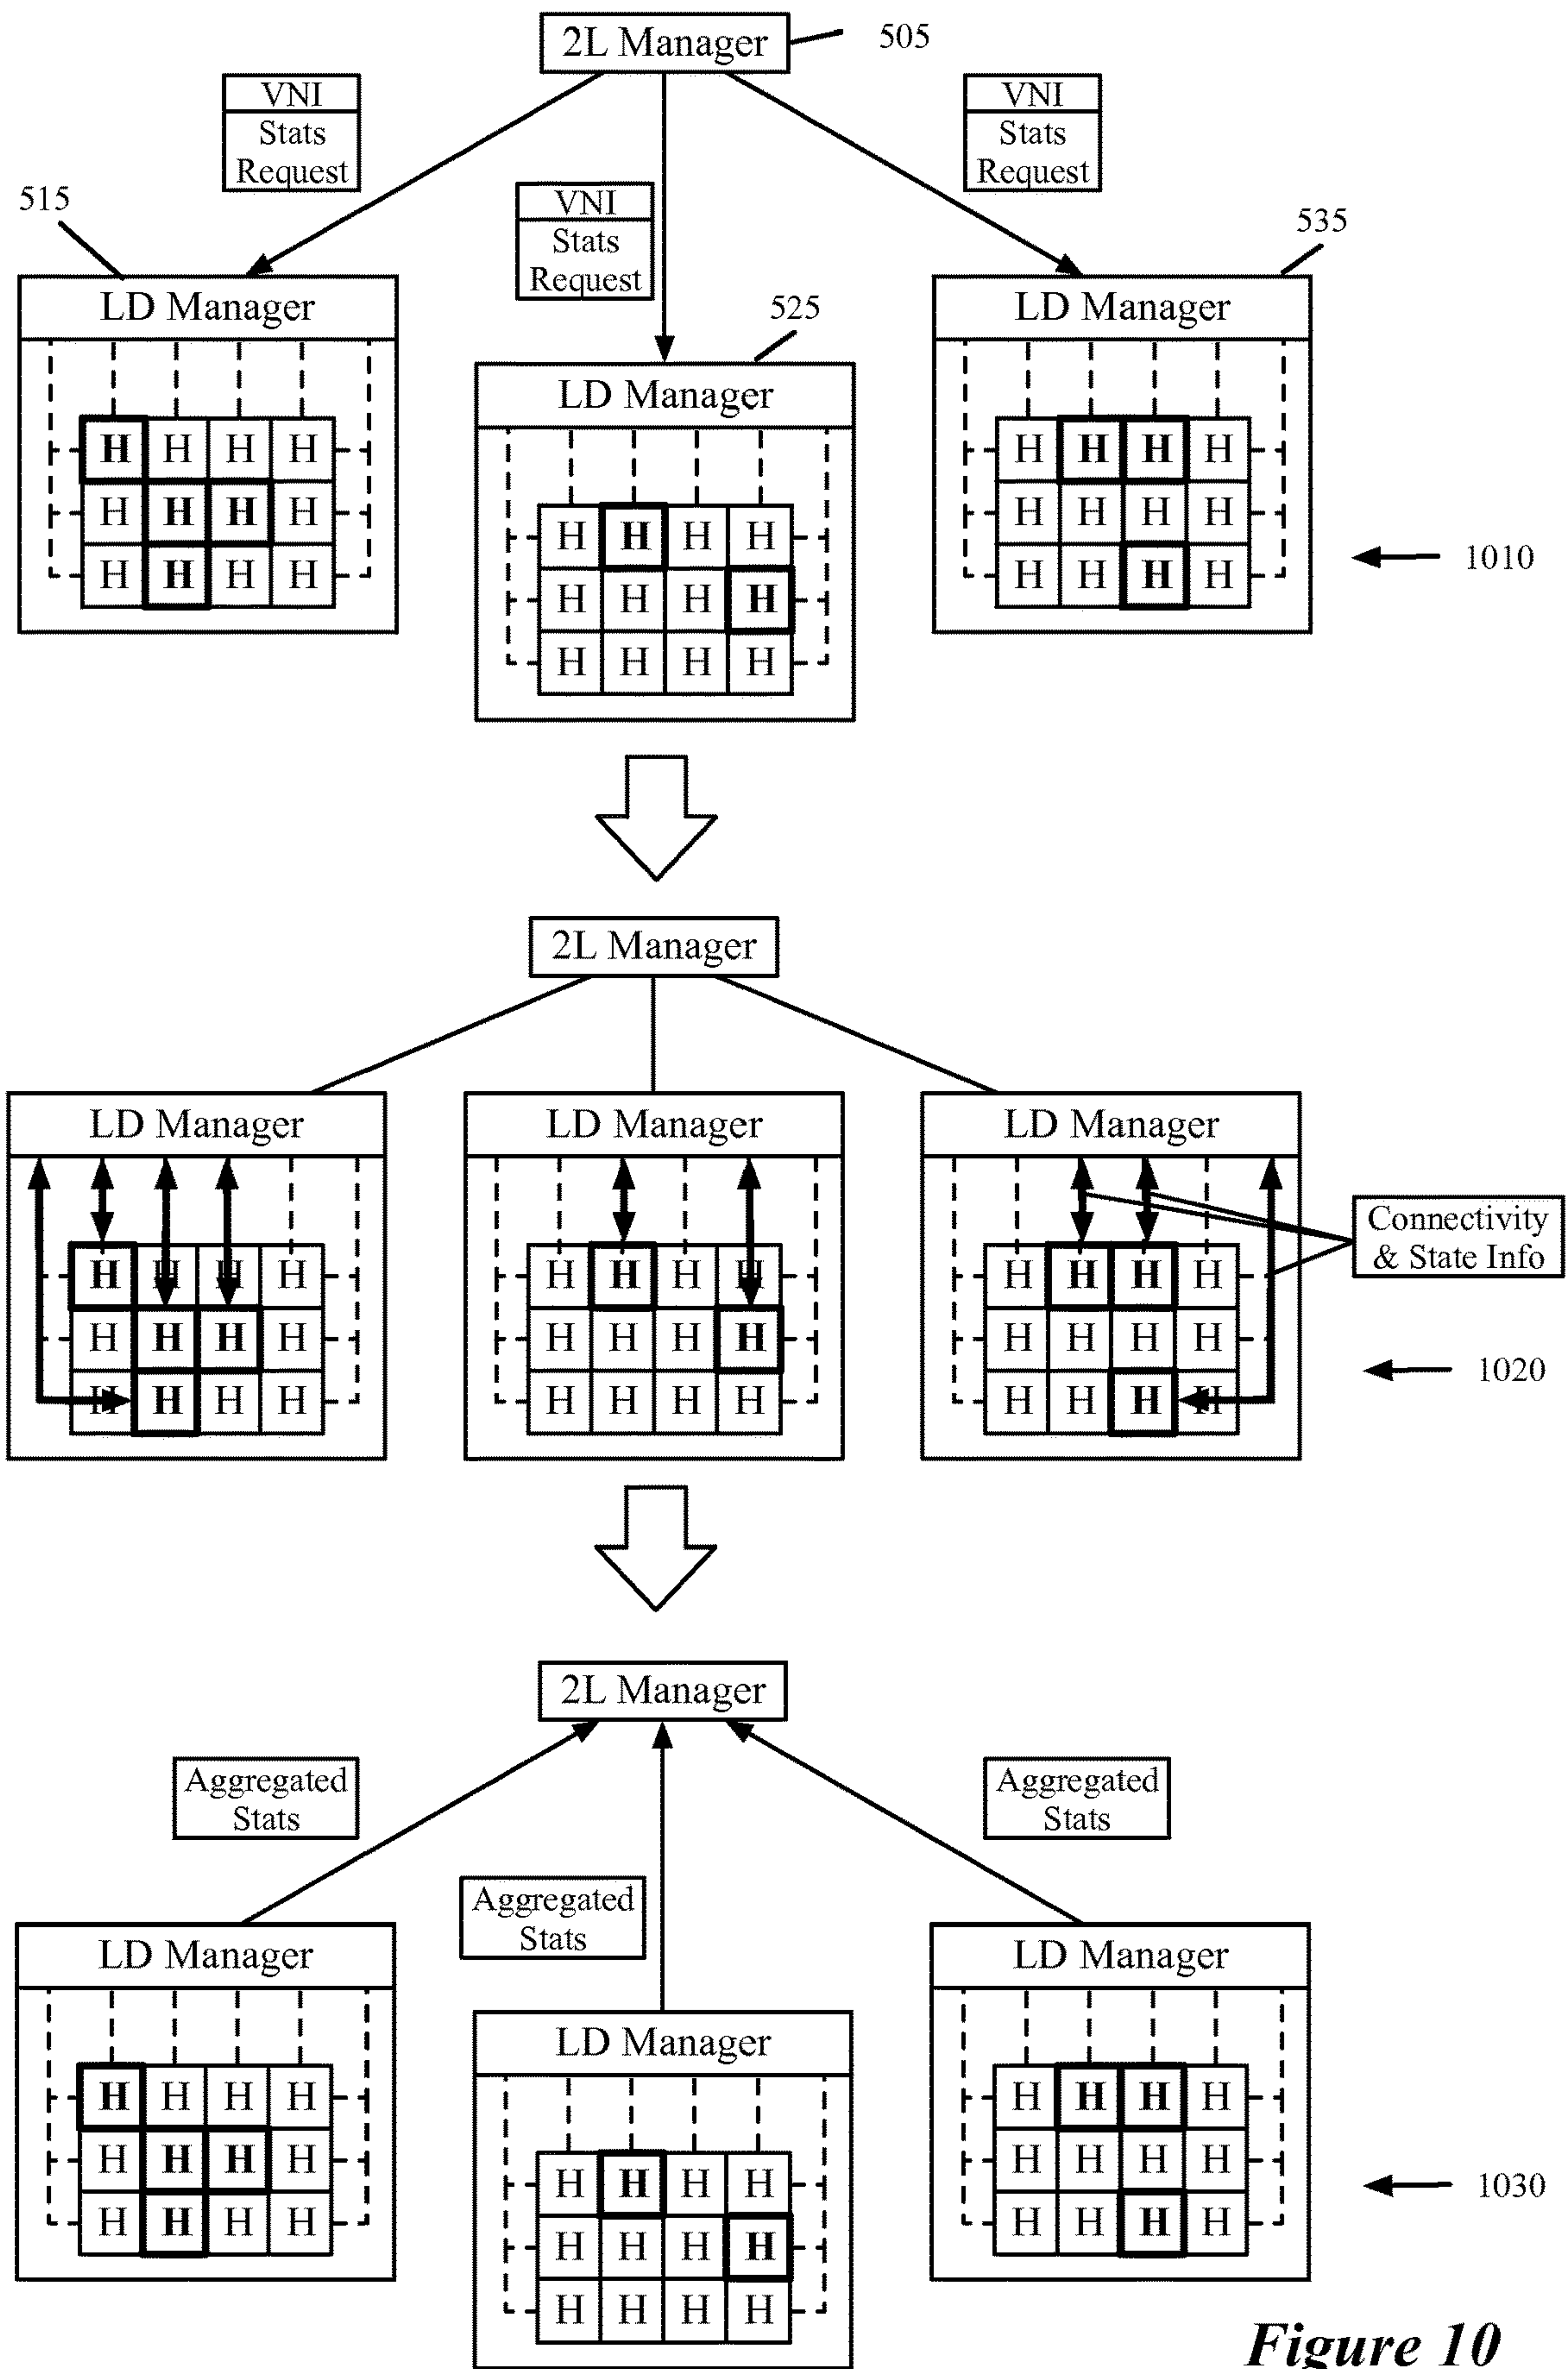 2L Manager
505
VNI
Stats
Request
VNI
Stats
Request
VNI
Stats
Request
515
525
535
LD Manager
H H H H
H H H H
H H H H
LD Manager
H H H H
H H H H
H H H H
LD Manager
H H H H
H H H H
H H H H
1010
2L Manager
LD Manager
H H H H
H H H H
H H H H
LD Manager
H H H H
H H H H
H H H H
LD Manager
H H H H
H H H H
H H H H
Connectivity
& State Info
1020
2L Manager
Aggregated
Stats
Aggregated
Stats
Aggregated
Stats
LD Manager
H H H H
H H H H
H H H H
LD Manager
H H H H
H H H H
H H H H
LD Manager
H H H H
H H H H
H H H H
1030
Figure 10